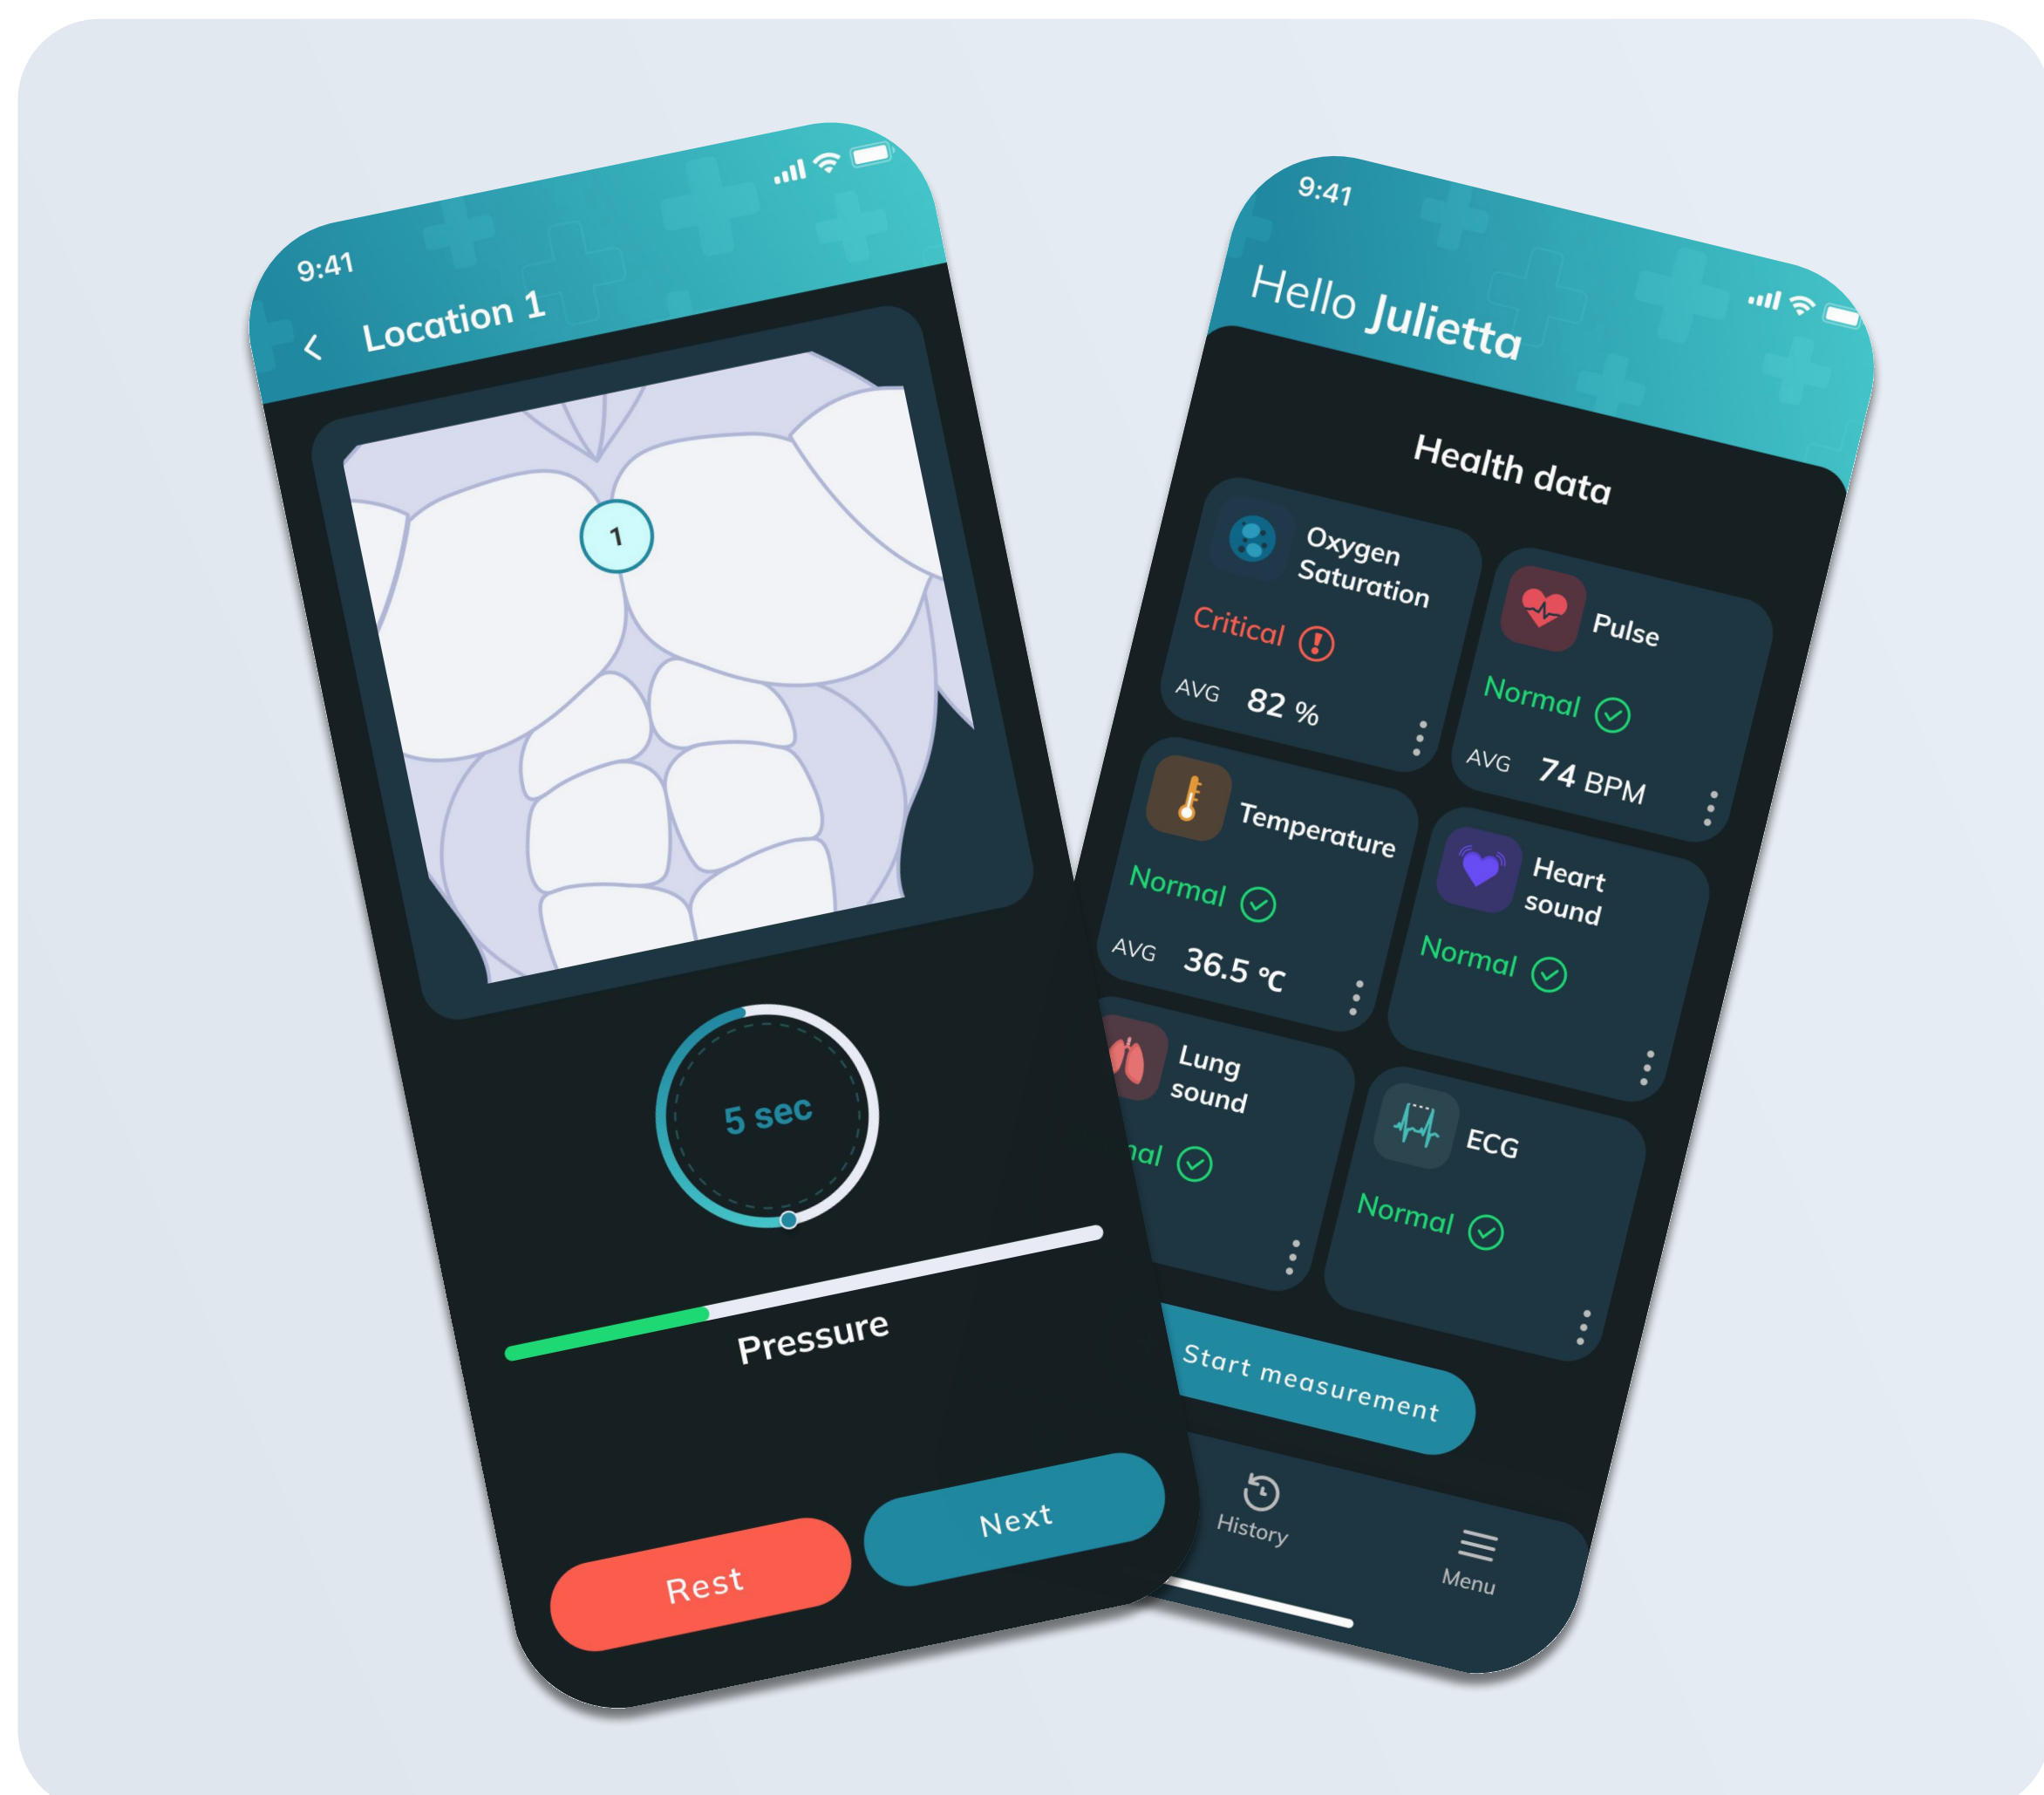 9:41
Location 1
1
5 sec
Pressure
Rest
Next
9:41
Hello Julietta
Health data
Oxygen
Saturation
Critical
AVG 82 %
Pulse
Normal
AVG 74 BPM
Temperature
Normal
AVG 36.5 °C
Heart
sound
Normal
Lung
sound
mal
ECG
Normal
Start measurement
History
Menu